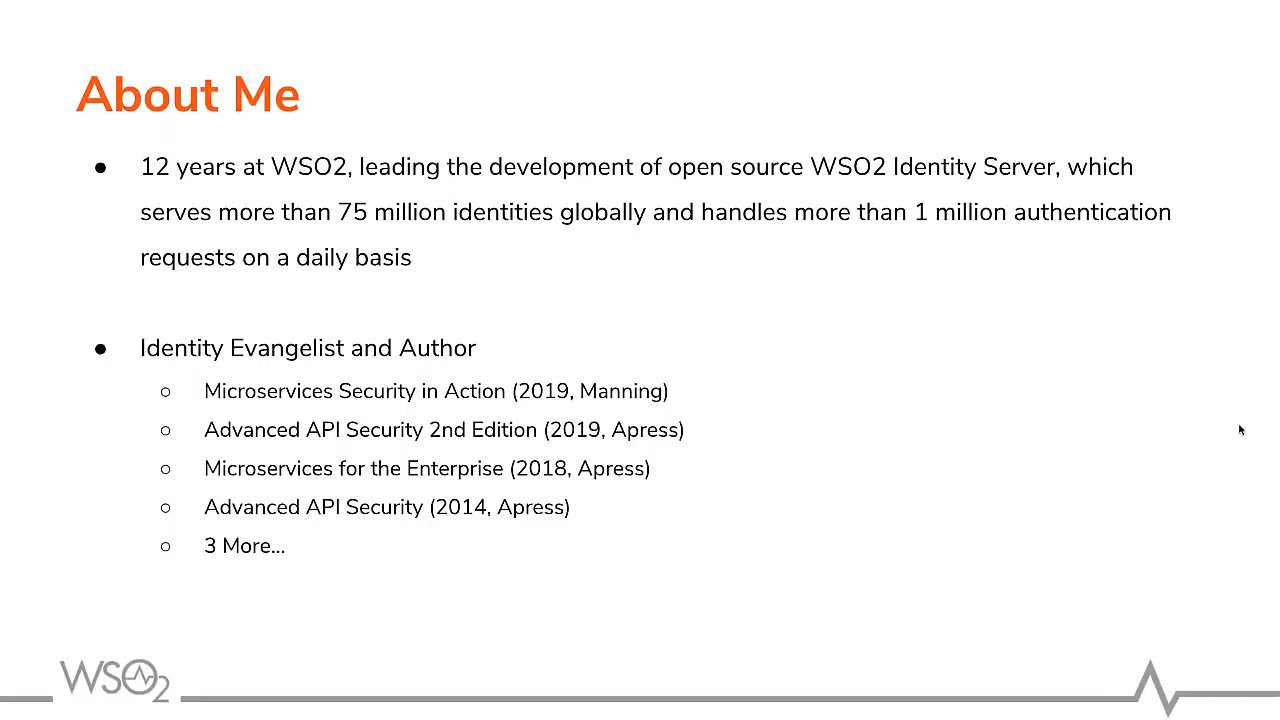 About Me
● 12 years at WSO2, leading the development of open source WSO2 Identity Server, which
serves more than 75 million identities globally and handles more than 1 million authentication
requests on a daily basis
● Identity Evangelist and Author
○ Microservices Security in Action (2019, Manning)
○ Advanced API Security 2nd Edition (2019, Apress)
○ Microservices for the Enterprise (2018, Apress)
○ Advanced API Security (2014, Apress)
○ 3 More...
WSO2